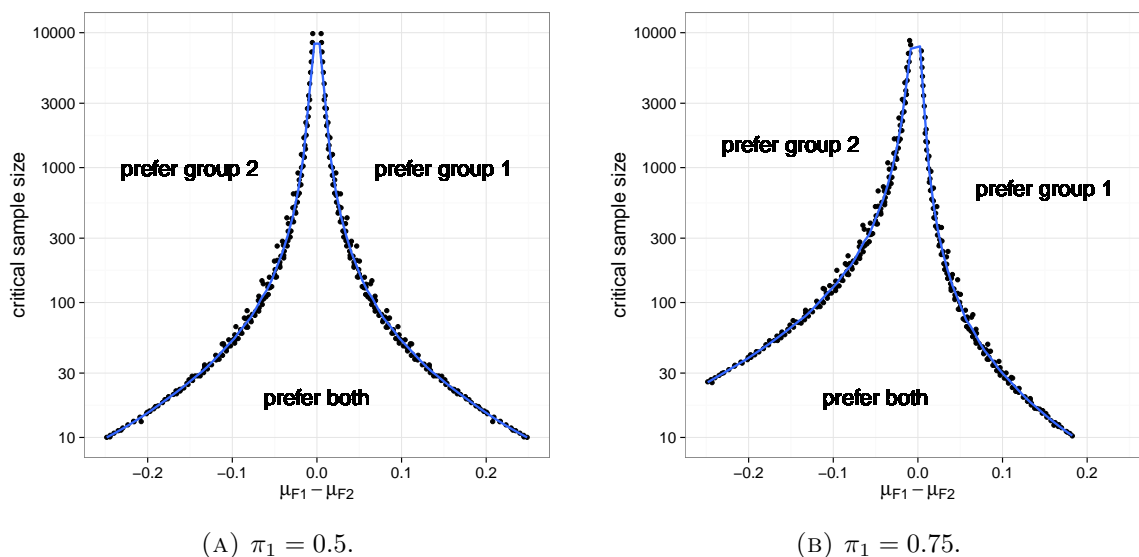 critical sample size
10000
3000
1000
300
100
30
10
prefer group 2
prefer group 1
prefer both
−0.2
−0.1
0.0
0.1
0.2
μF1 − μF2
(A) π1 = 0.5.
critical sample size
10000
3000
1000
300
100
30
10
prefer group 2
prefer group 1
prefer both
−0.2
−0.1
0.0
0.1
0.2
μF1 − μF2
(B) π1 = 0.75.